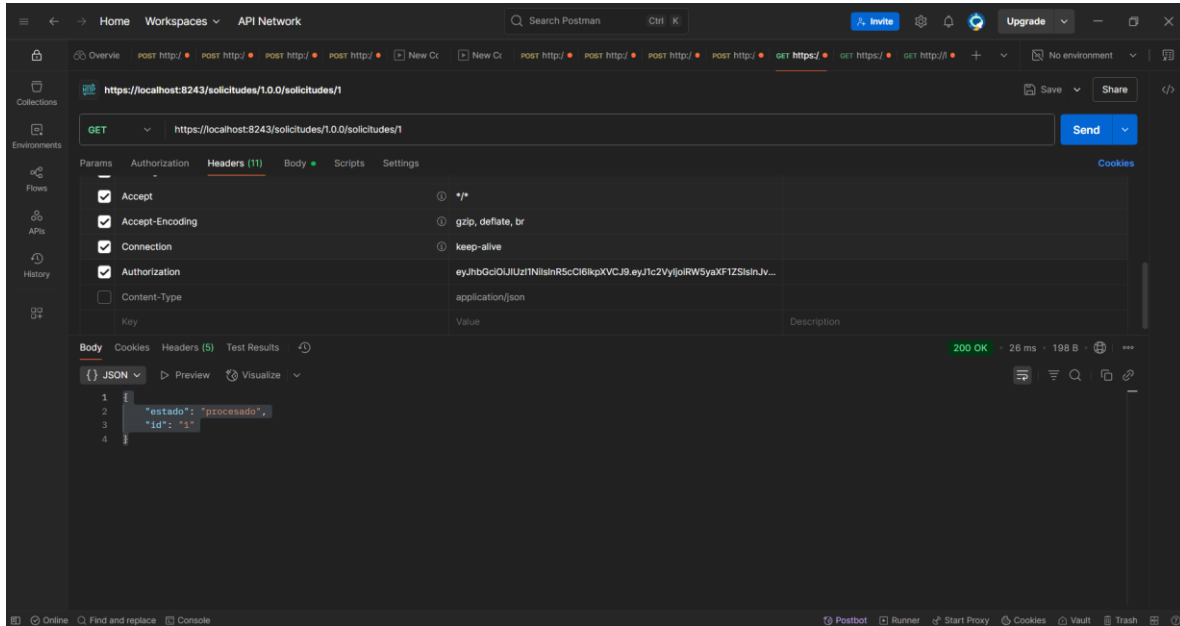 Home Workspaces API Network Search Postman Ctrl K Invite Upgrade
Overvie POST http:/ POST http:/ POST http:/ POST http:/ New Cc New Cc POST http:/ POST http:/ POST http:/ POST http:/ GET https:/ GET https:/ GET http://l No environment
https://localhost:8243/solicitudes/1.0.0/solicitudes/1 Save Share
GET https://localhost:8243/solicitudes/1.0.0/solicitudes/1 Send
Params Authorization Headers (11) Body Scripts Settings Cookies
Collections
Environments
Flows
APIs
History
Accept */*
Accept-Encoding gzip, deflate, br
Connection keep-alive
Authorization
Content-Type application/json
Key Value Description
Body Cookies Headers (5) Test Results 200 OK 26 ms 198 B
{} JSON Preview Visualize
1 {
2 "estado": "procesado",
3 "id": "1"
4 }
Online Find and replace Console Postbot Runner Start Proxy Cookies Vault Trash